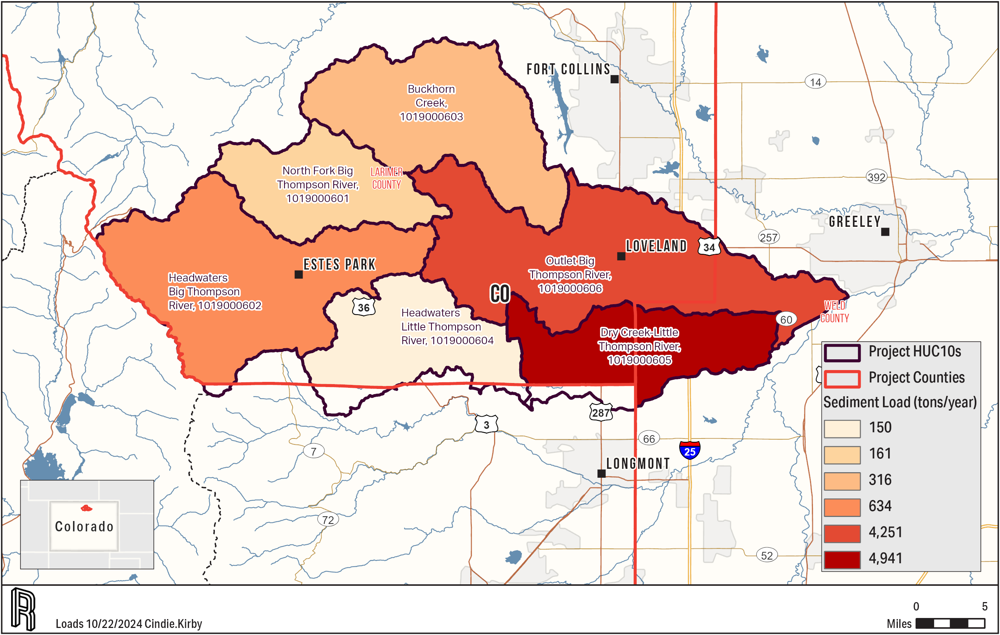 FORT COLLINS
14
Buckhorn
Creek,
1019000603
North Fork Big
Thompson River,
1019000601
LARIMER
COUNTY
392
GREELEY
257
LOVELAND
34
ESTES PARK
Outlet Big
Thompson River,
1019000606
Headwaters
Big Thompson
River, 1019000602
CO
36
Headwaters
Little Thompson
River, 1019000604
WELD
COUNTY
60
Dry Creek-Little
Thompson River,
1019000605
287
3
66
7
25
LONGMONT
72
52
Project HUC10s
Project Counties
Sediment Load (tons/year)
150
161
316
634
4,251
4,941
Colorado
R
Loads 10/22/2024 Cindie.Kirby
0 5
Miles